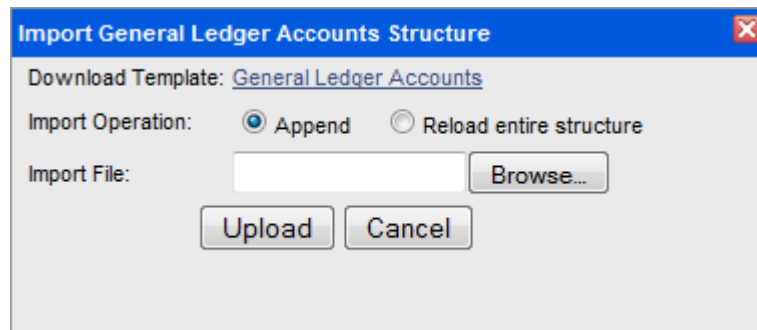 Import General Ledger Accounts Structure
Download Template: General Ledger Accounts
Import Operation: Append Reload entire structure
Import File: Browse...
Upload Cancel